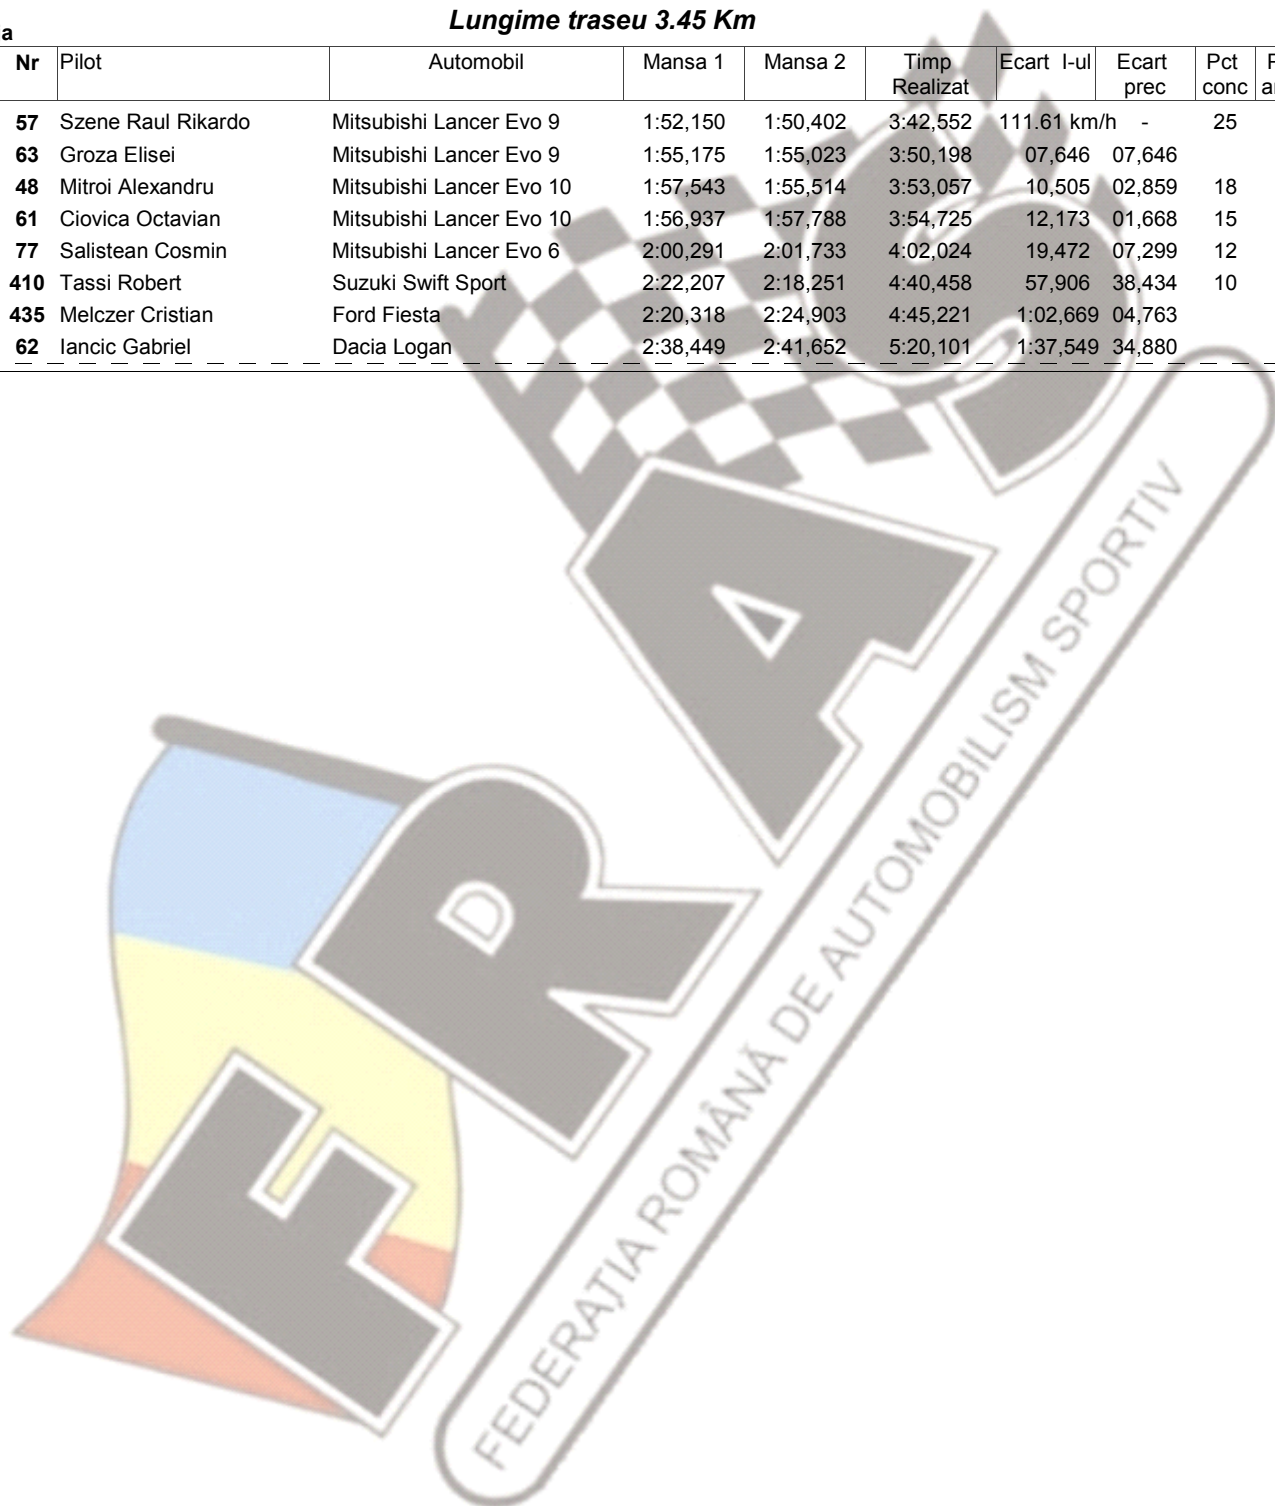 Lungime traseu 3.45 Km
a
Nr Pilot Automobil Mansa 1 Mansa 2 Timp Realizat Ecart I-ul Ecart prec Pct conc
57 Szene Raul Rikardo Mitsubishi Lancer Evo 9 1:52,150 1:50,402 3:42,552 111.61 km/h - 25
63 Groza Elisei Mitsubishi Lancer Evo 9 1:55,175 1:55,023 3:50,198 07,646 07,646
48 Mitroi Alexandru Mitsubishi Lancer Evo 10 1:57,543 1:55,514 3:53,057 10,505 02,859 18
61 Ciovica Octavian Mitsubishi Lancer Evo 10 1:56,937 1:57,788 3:54,725 12,173 01,668 15
77 Salistean Cosmin Mitsubishi Lancer Evo 6 2:00,291 2:01,733 4:02,024 19,472 07,299 12
410 Tassi Robert Suzuki Swift Sport 2:22,207 2:18,251 4:40,458 57,906 38,434 10
435 Melczer Cristian Ford Fiesta 2:20,318 2:24,903 4:45,221 1:02,669 04,763
62 Iancic Gabriel Dacia Logan 2:38,449 2:41,652 5:20,101 1:37,549 34,880
FRAS
FEDERAȚIA ROMÂNĂ DE AUTOMOBILISM SPORTIV